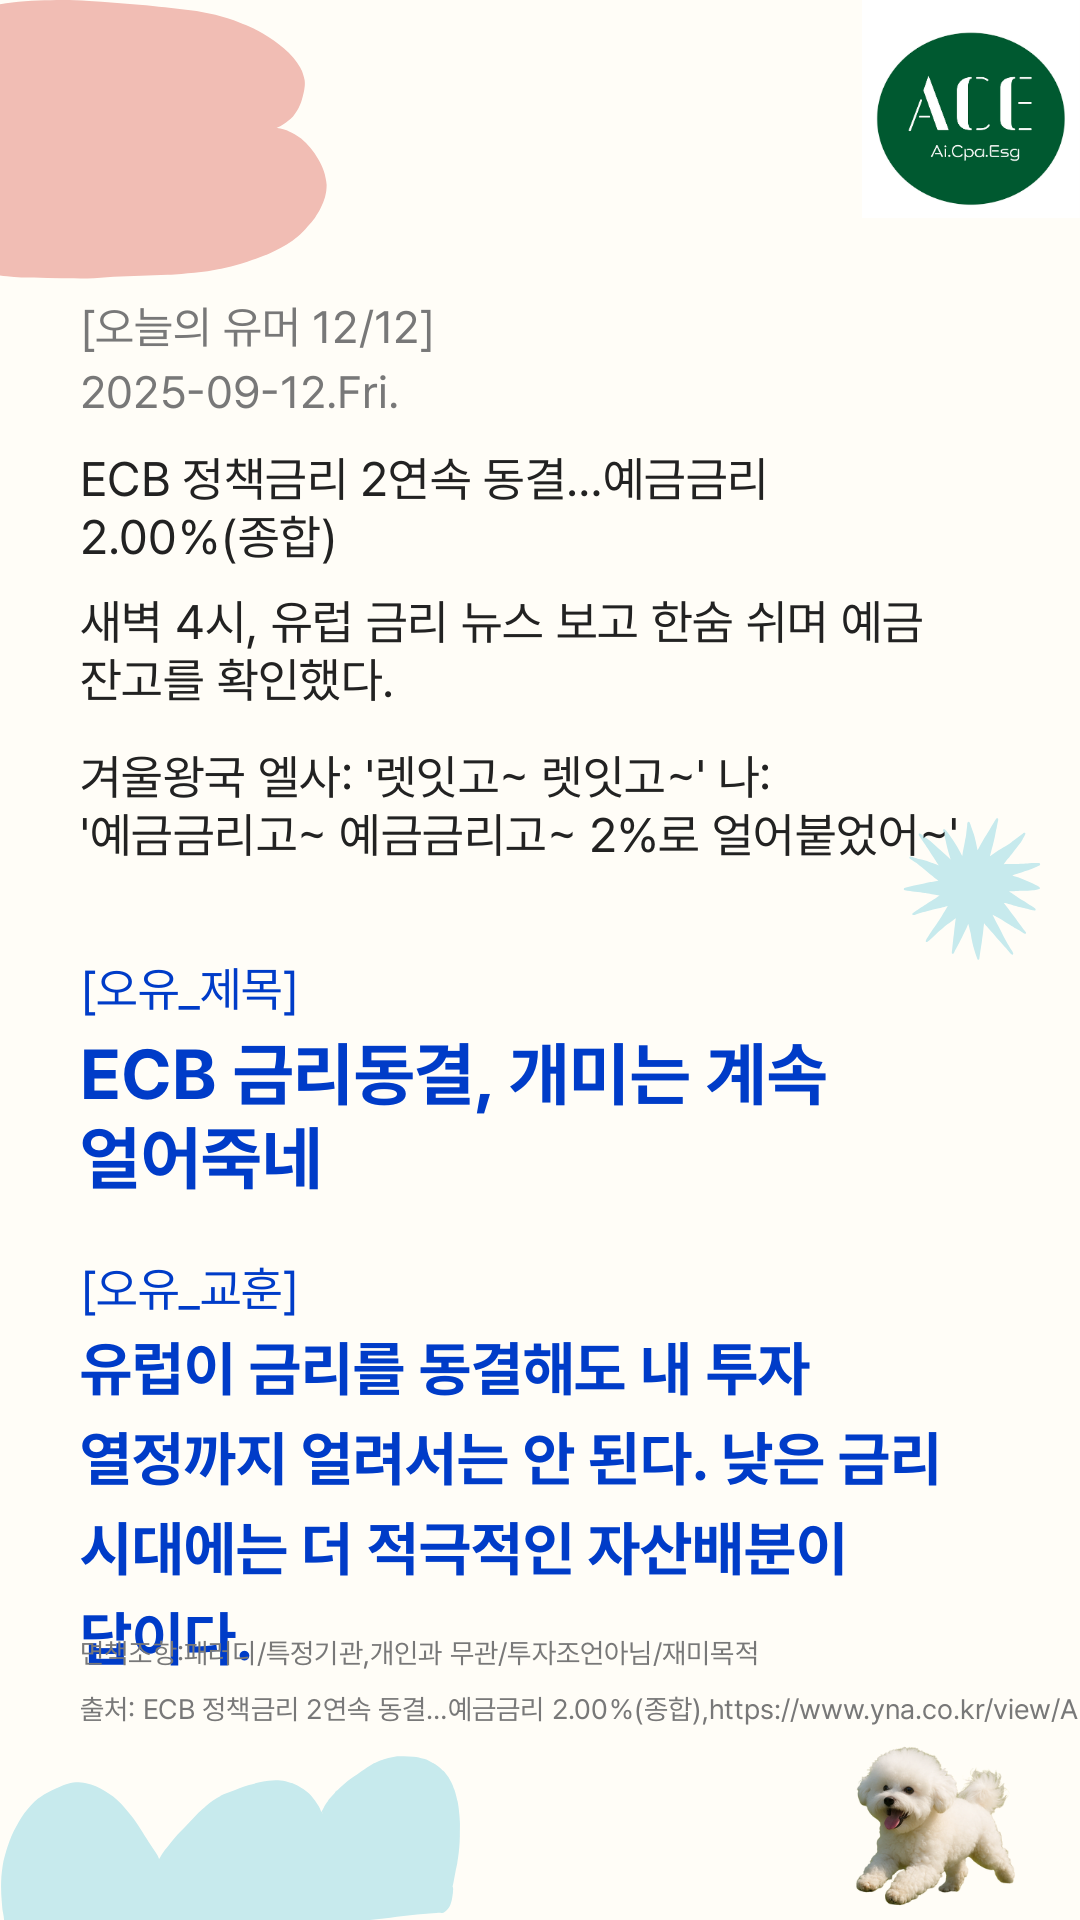 ACE
Ai.Cpa.Esg
[오늘의 유머 12/12]
2025-09-12.Fri.
ECB 정책금리 2연속 동결...예금금리
2.00%(종합)
새벽 4시, 유럽 금리 뉴스 보고 한숨 쉬며 예금
잔고를 확인했다.
겨울왕국 엘사: '렛잇고~ 렛잇고~' 나:
'예금금리고~ 예금금리고~ 2%로 얼어붙었어~'
[오유_제목]
ECB 금리동결, 개미는 계속
얼어죽네
[오유_교훈]
유럽이 금리를 동결해도 내 투자
열정까지 얼려서는 안 된다. 낮은 금리
시대에는 더 적극적인 자산배분이
답이다.
면책조항:패러디/특정기관,개인과 무관/투자조언아님/재미목적
출처: ECB 정책금리 2연속 동결...예금금리 2.00%(종합),https://www.yna.co.kr/view/A